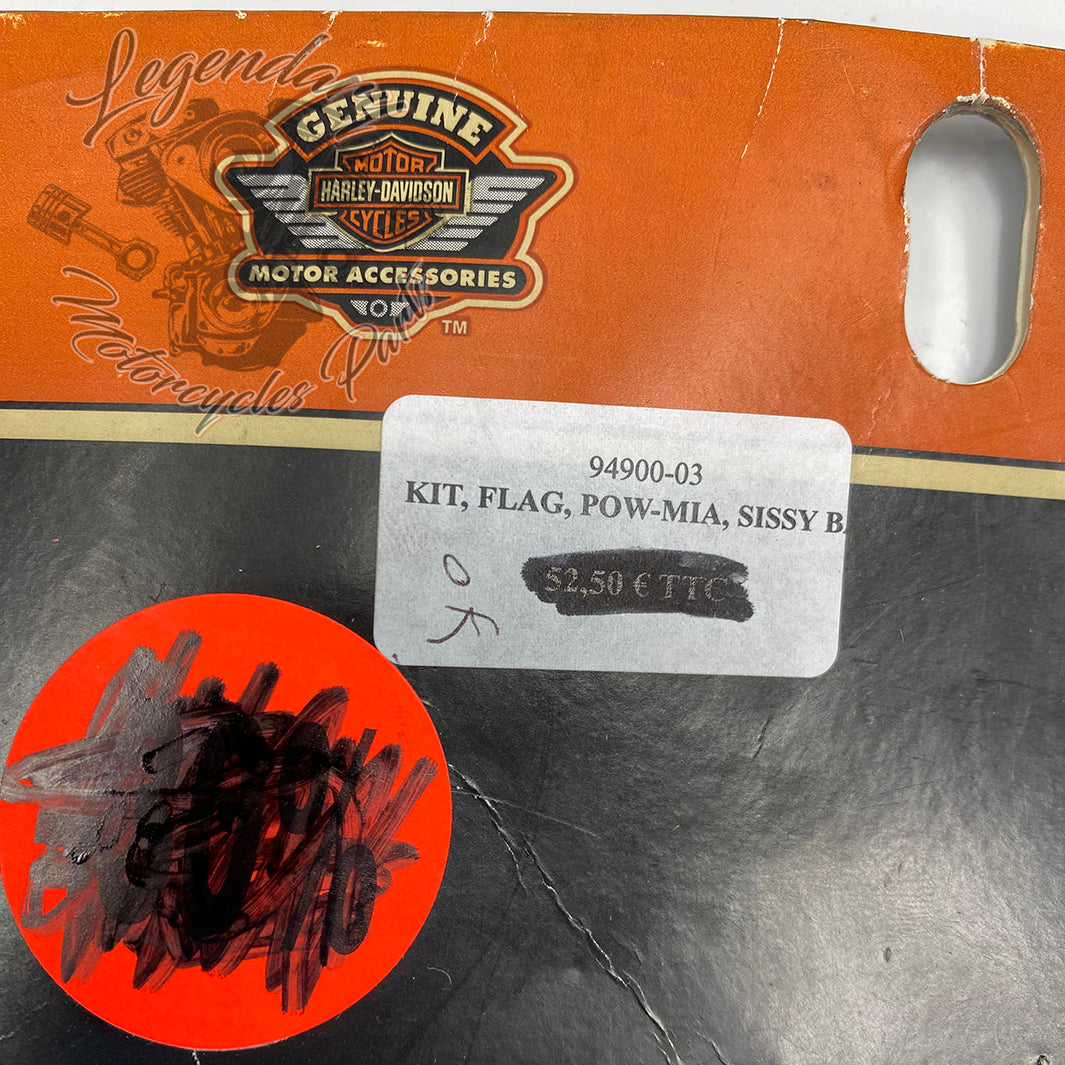 Legendary
GENUINE
MOTOR
HARLEY-DAVIDSON
CYCLES
MOTOR ACCESSORIES
TM
Motorcycles Parts
94900-03
KIT, FLAG, POW-MIA, SISSY B
52,50 € TTC
OK